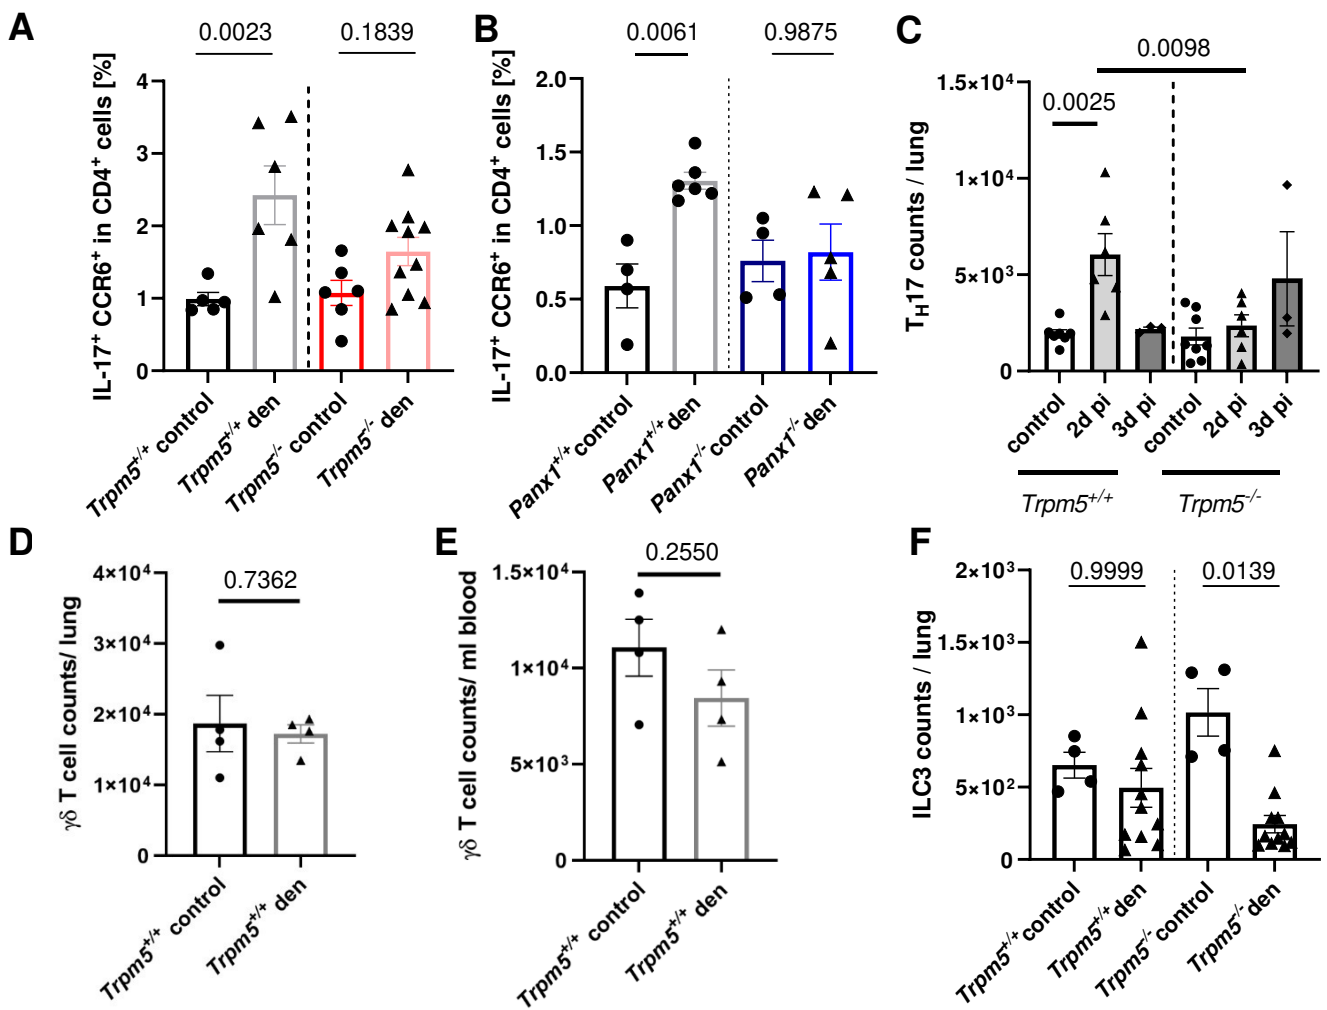 A
0.0023
0.1839
IL-17⁺ CCR6⁺ in CD4⁺ cells [%]
4
3
2
1
0
Trpm5⁺/⁺ control
Trpm5⁺/⁺ den
Trpm5⁻/⁻ control
Trpm5⁻/⁻ den
B
0.0061
0.9875
IL-17⁺ CCR6⁺ in CD4⁺ cells [%]
2.0
1.5
1.0
0.5
0.0
Panx1⁺/⁺ control
Panx1⁺/⁺ den
Panx1⁻/⁻ control
Panx1⁻/⁻ den
C
0.0098
0.0025
T_H17 counts / lung
1.5×10⁴
1×10⁴
5×10³
0
control
2d pi
3d pi
control
2d pi
3d pi
Trpm5⁺/⁺
Trpm5⁻/⁻
D
0.7362
γδ T cell counts/ lung
4×10⁴
3×10⁴
2×10⁴
1×10⁴
0
Trpm5⁺/⁺ control
Trpm5⁺/⁺ den
E
0.2550
γδ T cell counts/ ml blood
1.5×10⁴
1×10⁴
5×10³
0
Trpm5⁺/⁺ control
Trpm5⁺/⁺ den
F
0.9999
0.0139
ILC3 counts / lung
2×10³
1.5×10³
1×10³
5×10²
0
Trpm5⁺/⁺ control
Trpm5⁺/⁺ den
Trpm5⁻/⁻ control
Trpm5⁻/⁻ den